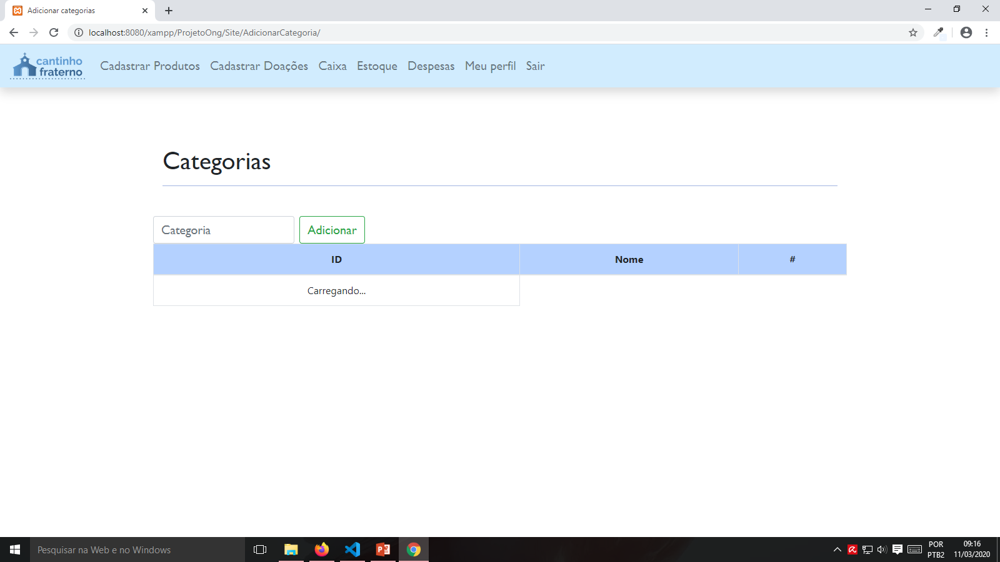 Adicionar categorias
localhost:8080/xampp/ProjetoOng/Site/AdicionarCategoria/
cantinho
fraterno
Cadastrar Produtos Cadastrar Doações Caixa Estoque Despesas Meu perfil Sair
Categorias
Categoria Adicionar
ID Nome #
Carregando...
Pesquisar na Web e no Windows
POR
PTB2
09:16
11/03/2020